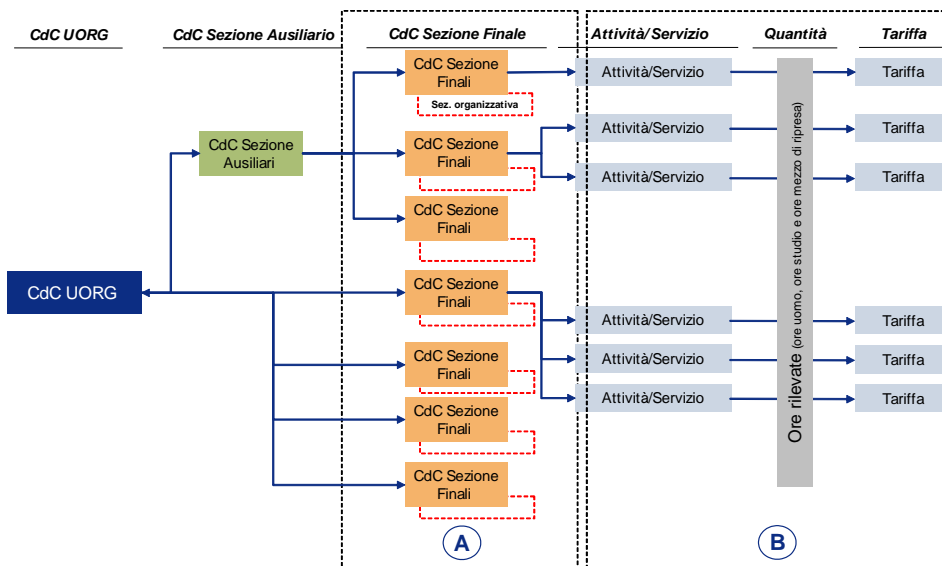 CdC UORG
CdC Sezione Ausiliario
CdC Sezione Finale
Attività/Servizio
Quantità
Tariffa
CdC Sezione
Finali
Sez. organizzativa
Attività/Servizio
Tariffa
CdC Sezione
Ausiliari
CdC Sezione
Finali
Attività/Servizio
Tariffa
Attività/Servizio
Tariffa
CdC Sezione
Finali
CdC UORG
CdC Sezione
Finali
Attività/Servizio
Tariffa
CdC Sezione
Finali
Attività/Servizio
Tariffa
CdC Sezione
Finali
Attività/Servizio
Tariffa
CdC Sezione
Finali
Ore rilevate (ore uomo, ore studio e ore mezzo di ripresa)
A
B